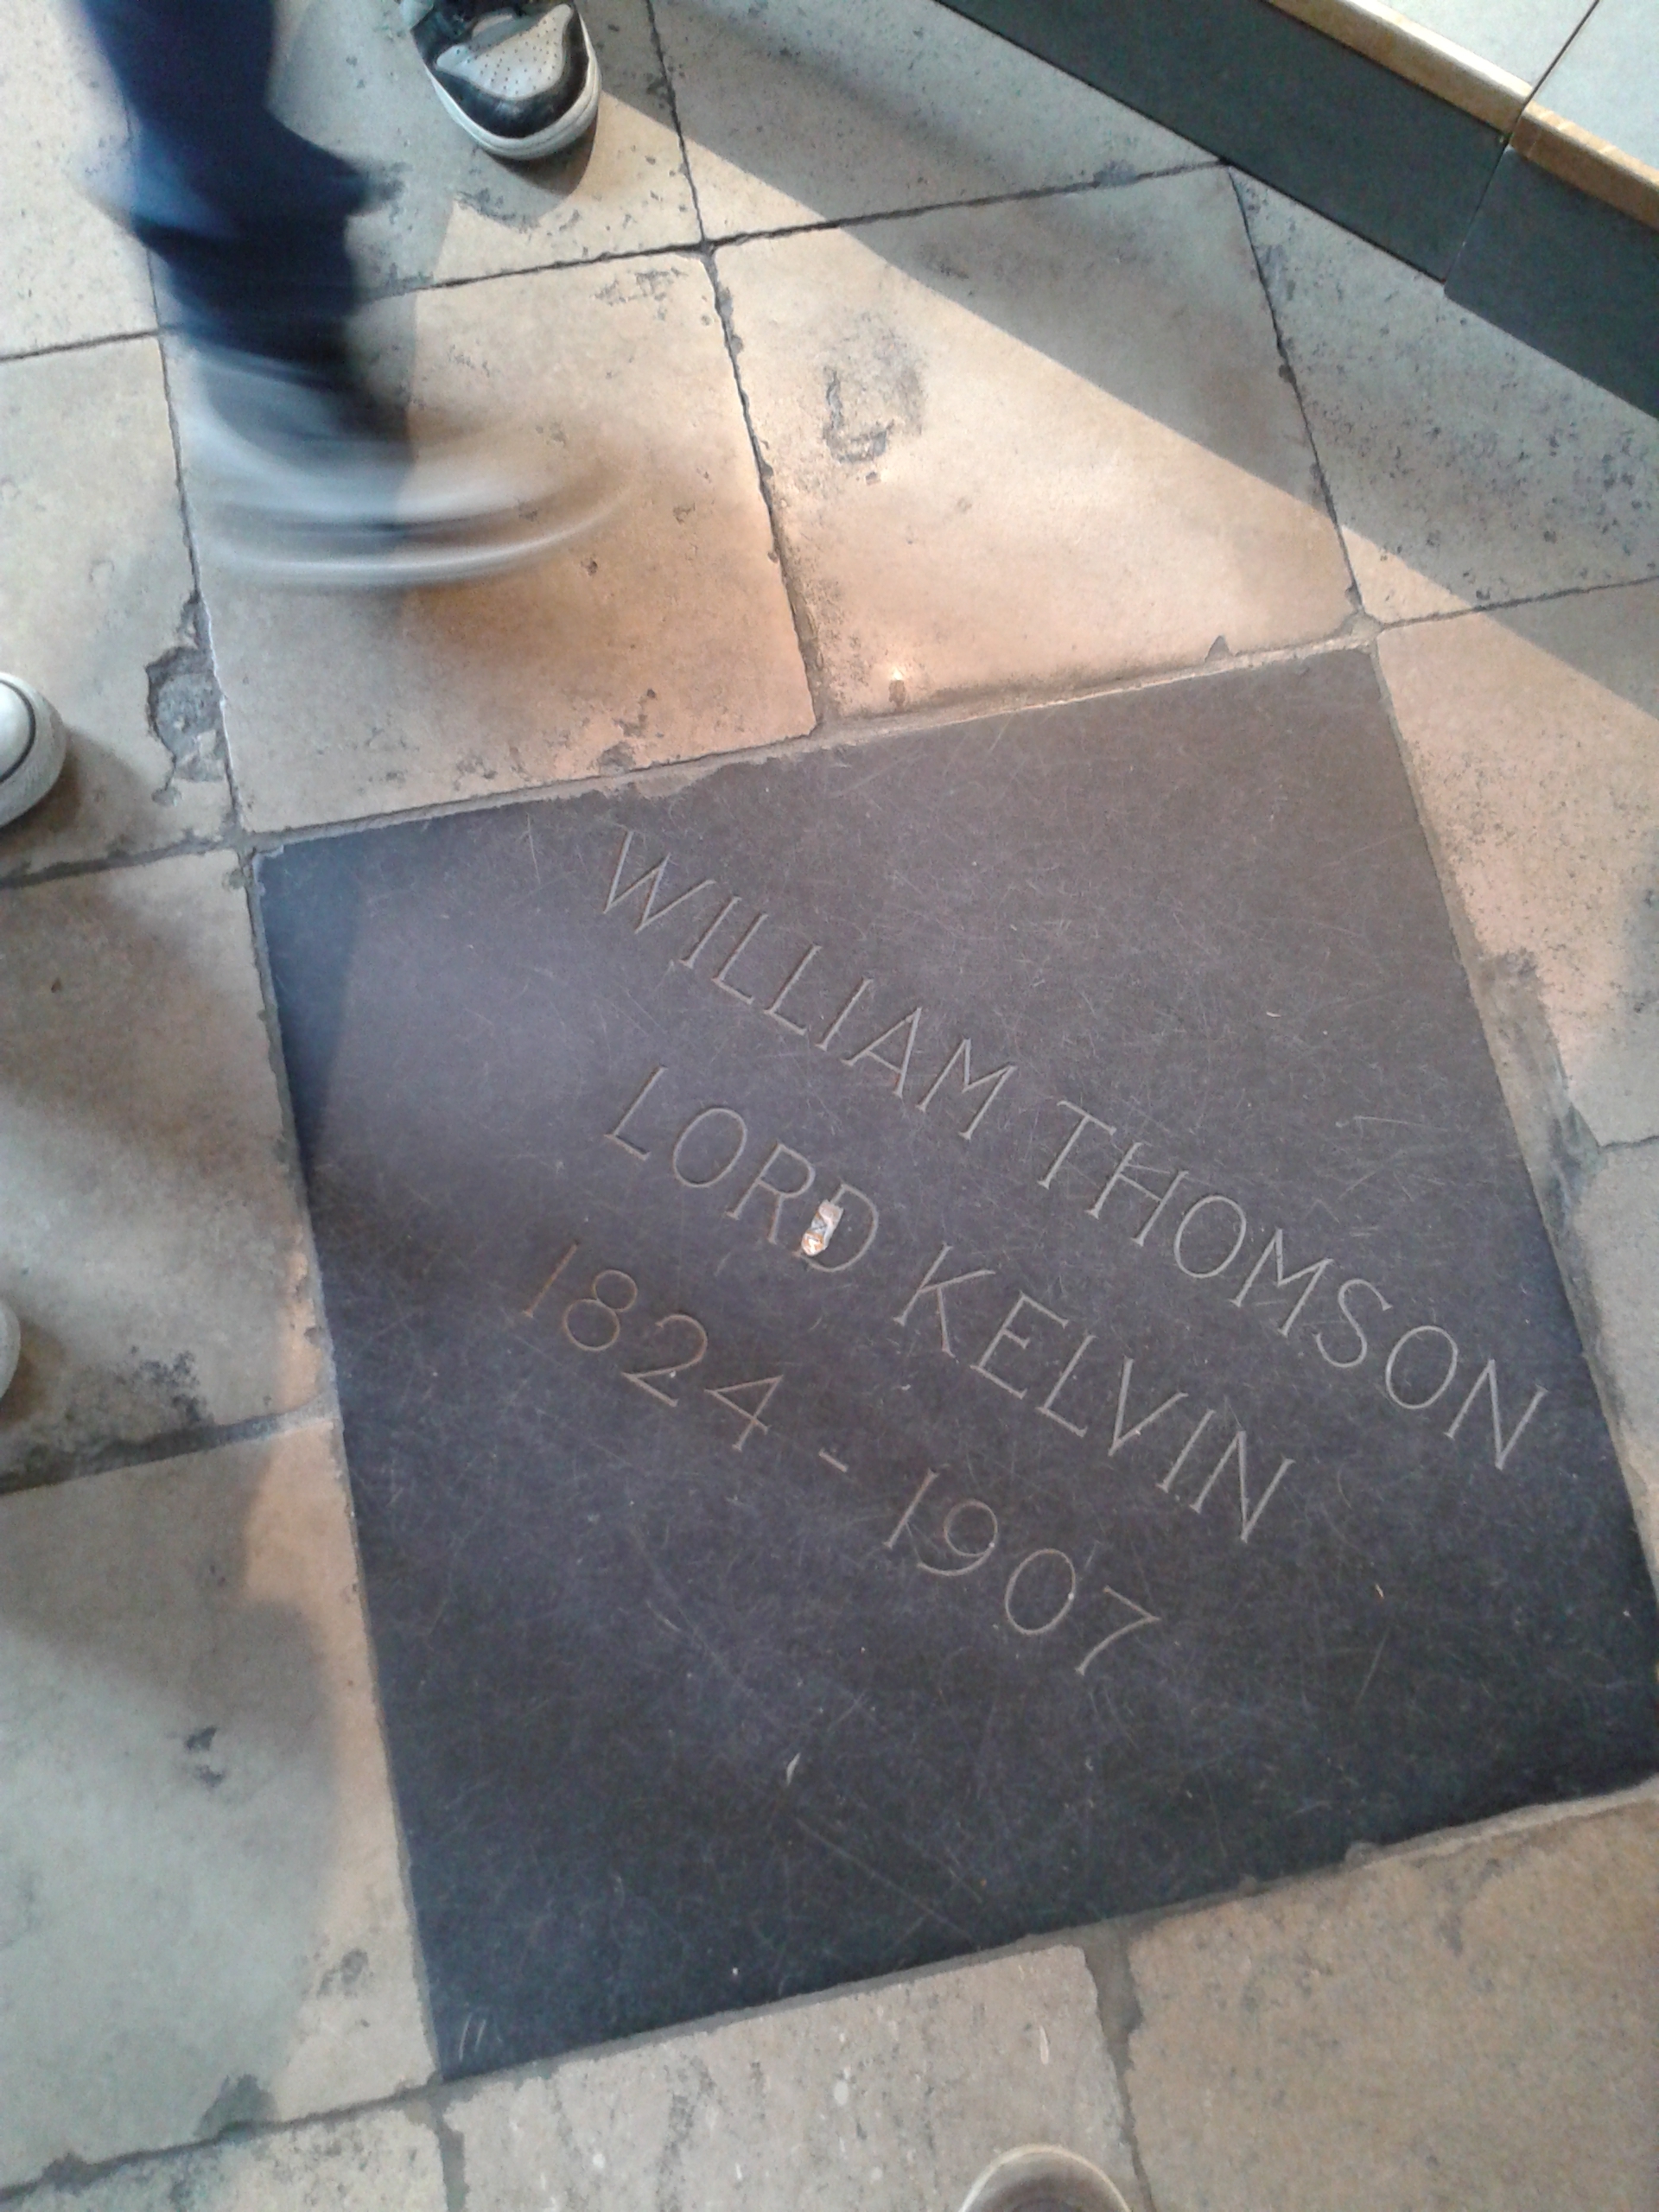 WILLIAM THOMSON
LORD KELVIN
1824 - 1907